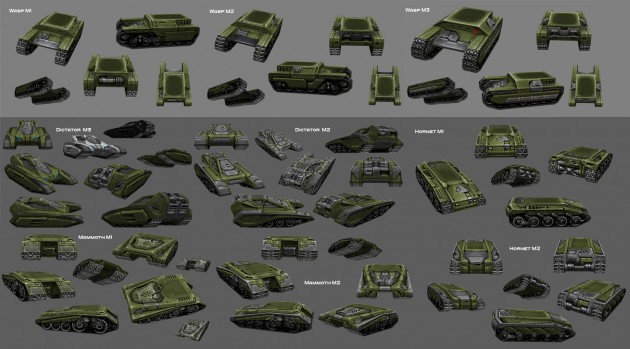 Wasp M1
Wasp M2
Wasp M3
Dictator M3
Dictator M2
Hornet M1
Mammoth M1
Hornet M2
Mammoth M2